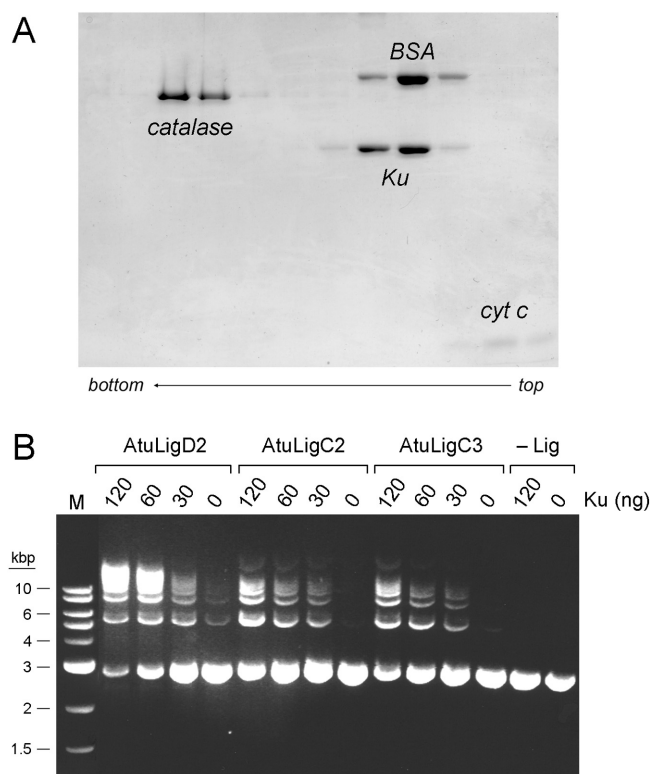 A
BSA
catalase
Ku
cyt c
bottom
top
B
AtuLigD2 AtuLigC2 AtuLigC3 – Lig
M 120 60 30 0 120 60 30 0 120 60 30 0 120 0 Ku (ng)
kbp
10
6
4
3
2
1.5